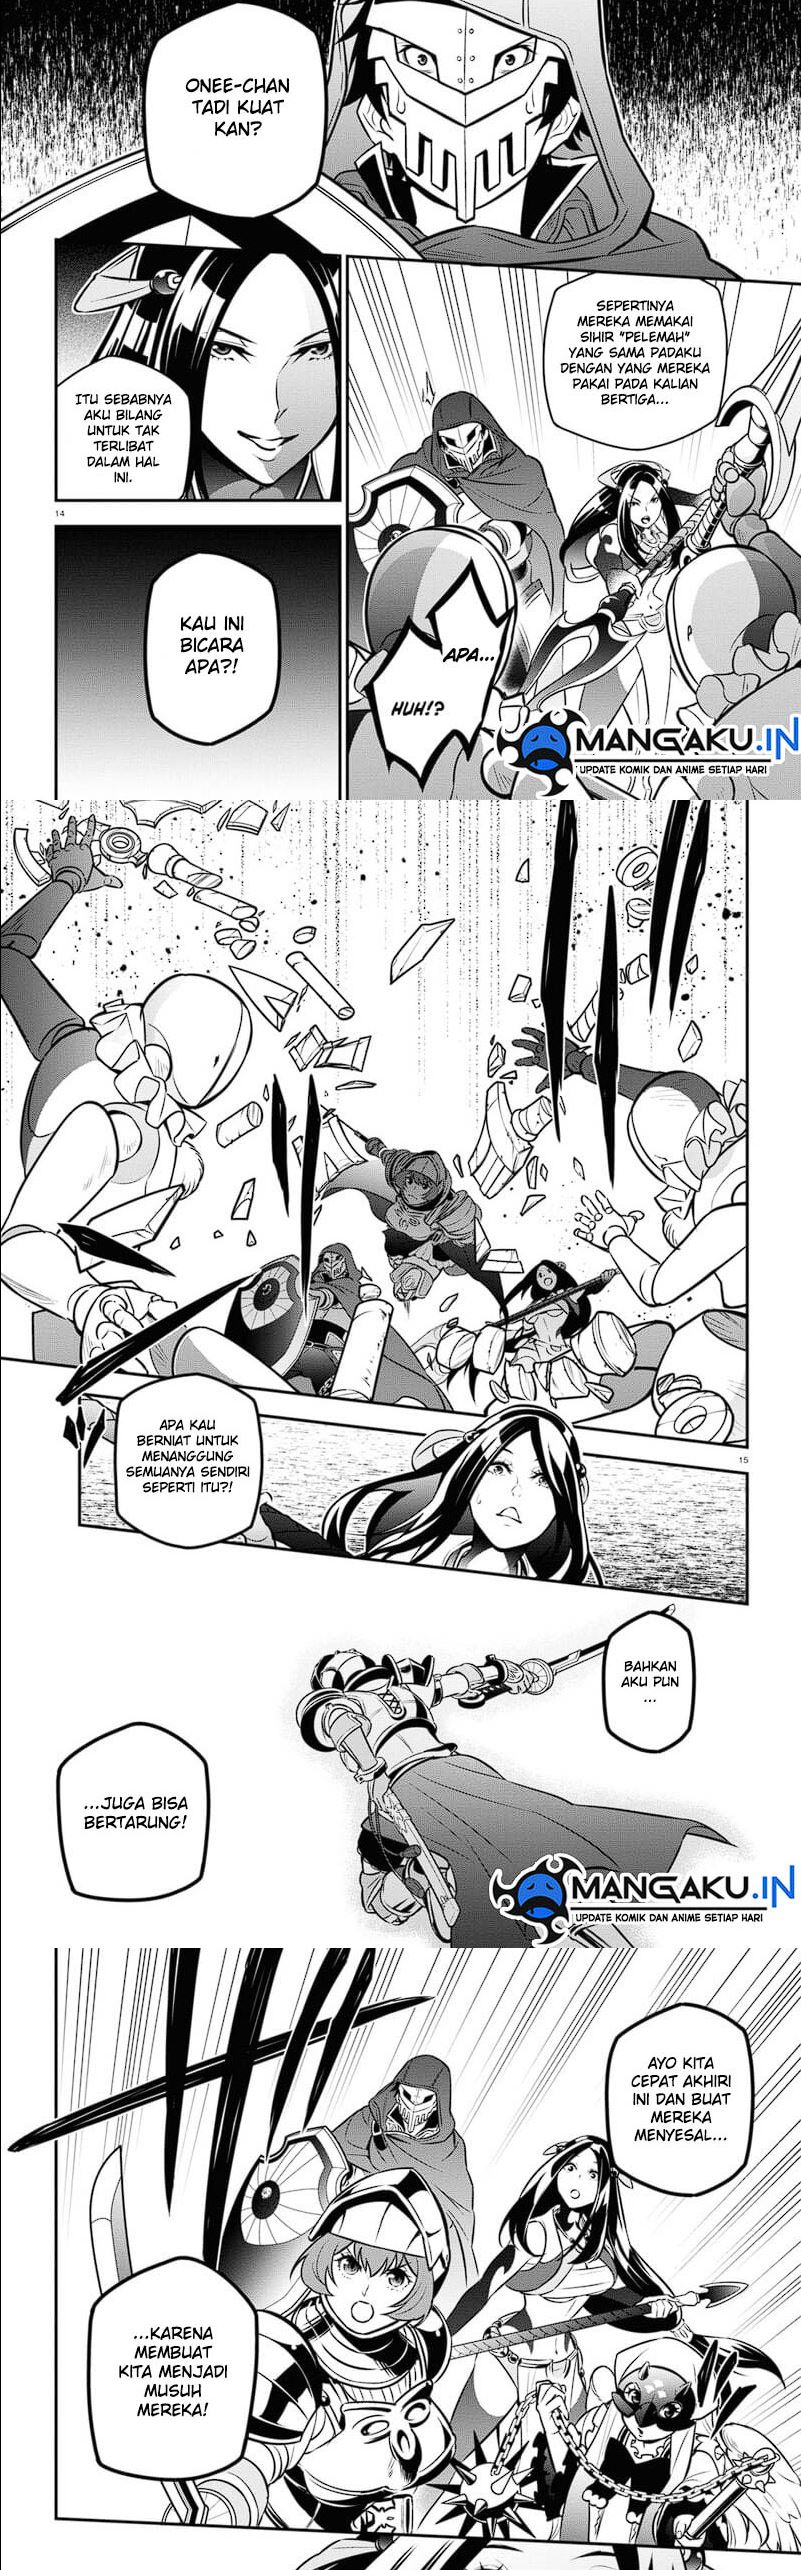 ONEE-CHAN
TADI KUAT
KAN?
SEPERTINYA
MEREKA MEMAKAI
SIHIR "PELEMAH"
YANG SAMA PADAKU
DENGAN YANG MEREKA
PAKAI PADA KALIAN
BERTIGA...
ITU SEBABNYA
AKU BILANG
UNTUK TAK
TERLIBAT
DALAM HAL
INI.
14
APA...
HUH!?
KAU INI
BICARA
APA?!
MANGAKU.IN
UPDATE KOMIK DAN ANIME SETIAP HARI
15
APA KAU
BERNIAT UNTUK
MENANGGUNG
SEMUANYA SENDIRI
SEPERTI ITU?!
BAHKAN
AKU PUN
...
...JUGA BISA
BERTARUNG!
MANGAKU.IN
UPDATE KOMIK DAN ANIME SETIAP HARI
AYO KITA
CEPAT AKHIRI
INI DAN BUAT
MEREKA
MENYESAL...
...KARENA
MEMBUAT
KITA MENJADI
MUSUH
MEREKA!